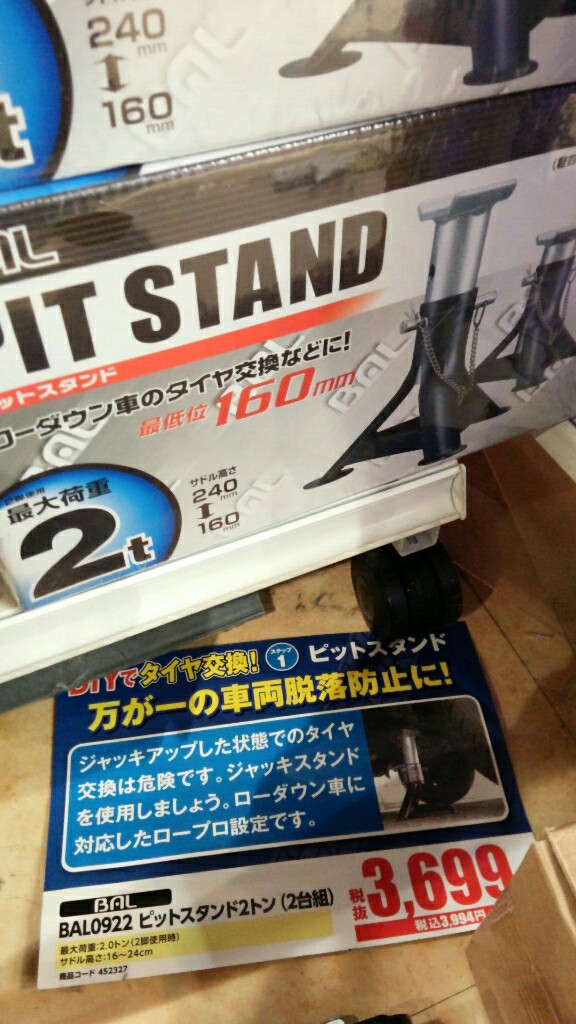 240
mm
160
mm
t
BAL
PIT STAND
ットスタンド
ローダウン車のタイヤ交換などに!
最低位160mm
最大荷重
2t
サドル高さ
240
mm
160
mm
DIYでタイヤ交換! ステップ1 ピットスタンド
万が一の車両脱落防止に!
ジャッキアップした状態でのタイヤ
交換は危険です。ジャッキスタンド
を使用しましょう。ローダウン車に
対応したロープロ設定です。
BAL
BAL0922 ピットスタンド2トン(2台組)
最大荷重:2.0トン(2脚使用時)
サドル高さ:16〜24cm
商品コード 452327
税抜3,699
税込3,994円